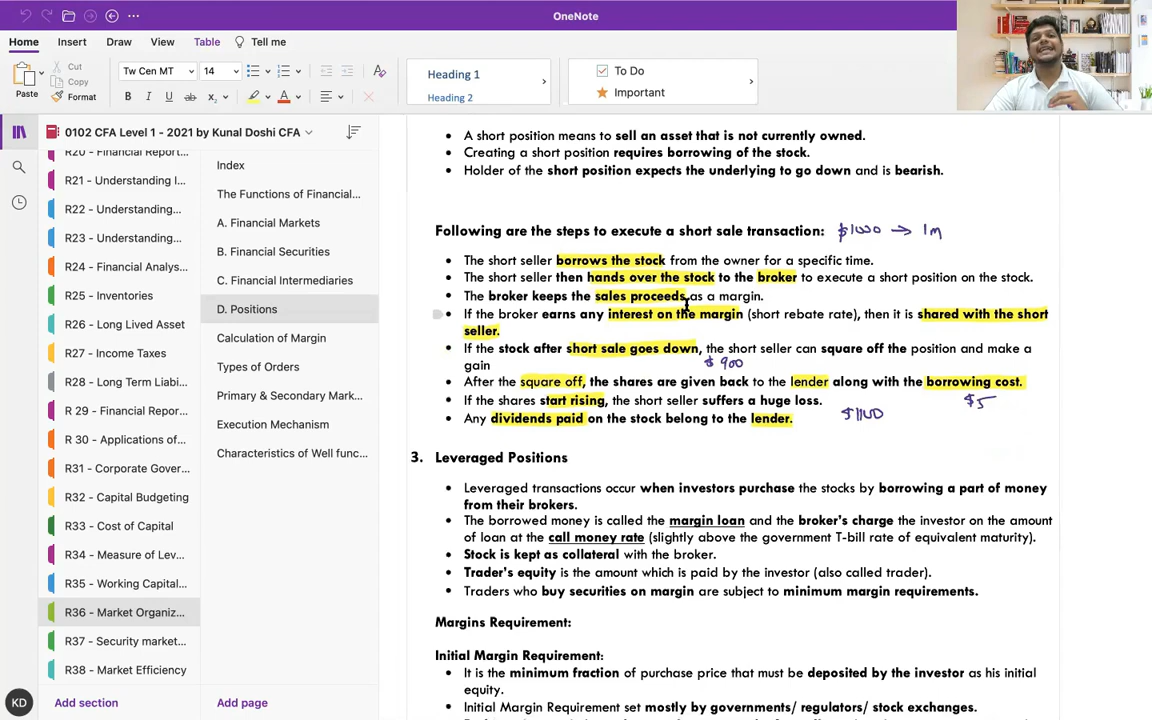 OneNote
Home
Insert
Draw
View
Table
Tell me
Paste
Cut
Copy
Format
Tw Cen MT
14
B
I
U
ab
x₂
A
Heading 1
Heading 2
To Do
Important
0102 CFA Level 1 - 2021 by Kunal Doshi CFA
R20 - Financial Report...
R21 - Understanding I...
R22 - Understanding...
R23 - Understanding...
R24 - Financial Analys...
R25 - Inventories
R26 - Long Lived Asset
R27 - Income Taxes
R28 - Long Term Liabi...
R 29 - Financial Repor...
R 30 - Applications of...
R31 - Corporate Gover...
R32 - Capital Budgeting
R33 - Cost of Capital
R34 - Measure of Lev...
R35 - Working Capital...
R36 - Market Organiz...
R37 - Security market...
R38 - Market Efficiency
KD
Add section
Index
The Functions of Financial...
A. Financial Markets
B. Financial Securities
C. Financial Intermediaries
D. Positions
Calculation of Margin
Types of Orders
Primary & Secondary Mark...
Execution Mechanism
Characteristics of Well func...
Add page
• A short position means to sell an asset that is not currently owned.
• Creating a short position requires borrowing of the stock.
• Holder of the short position expects the underlying to go down and is bearish.
Following are the steps to execute a short sale transaction: $1000 → 1m
• The short seller borrows the stock from the owner for a specific time.
• The short seller then hands over the stock to the broker to execute a short position on the stock.
• The broker keeps the sales proceeds as a margin.
• If the broker earns any interest on the margin (short rebate rate), then it is shared with the short
seller.
• If the stock after short sale goes down, the short seller can square off the position and make a
gain
$900
• After the square off, the shares are given back to the lender along with the borrowing cost.
$5
• If the shares start rising, the short seller suffers a huge loss.
$1100
• Any dividends paid on the stock belong to the lender.
3. Leveraged Positions
• Leveraged transactions occur when investors purchase the stocks by borrowing a part of money
from their brokers.
• The borrowed money is called the margin loan and the broker's charge the investor on the amount
of loan at the call money rate (slightly above the government T-bill rate of equivalent maturity).
• Stock is kept as collateral with the broker.
• Trader's equity is the amount which is paid by the investor (also called trader).
• Traders who buy securities on margin are subject to minimum margin requirements.
Margins Requirement:
Initial Margin Requirement:
• It is the minimum fraction of purchase price that must be deposited by the investor as his initial
equity.
• Initial Margin Requirement set mostly by governments/ regulators/ stock exchanges.